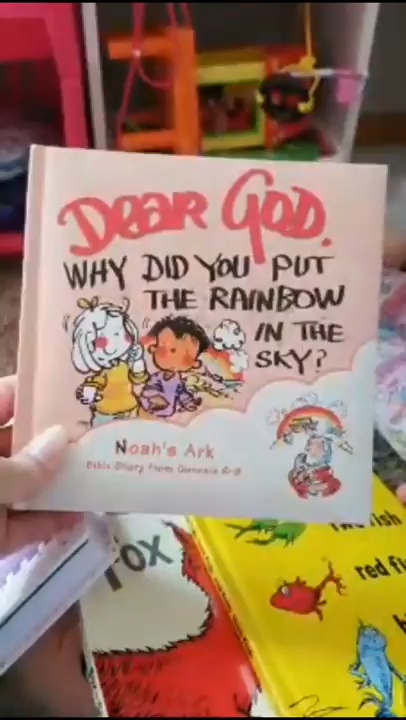 DEAR GOD.
WHY DID YOU PUT
THE RAINBOW
IN THE
SKY?
Noah's Ark
Bible Story from Genesis 6-9
FOX
fish
red fi